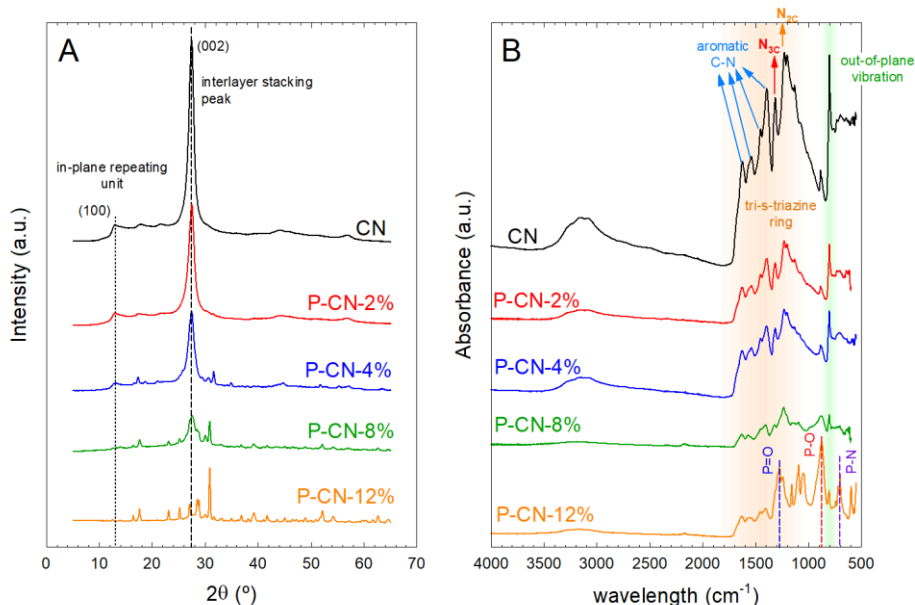 A
(002)
interlayer stacking
peak
in-plane repeating
unit
(100)
CN
P-CN-2%
P-CN-4%
P-CN-8%
P-CN-12%
Intensity (a.u.)
0 10 20 30 40 50 60 70
2θ (º)
B
N2C
N3C
aromatic
C-N
out-of-plane
vibration
tri-s-triazine
ring
CN
P-CN-2%
P-CN-4%
P-CN-8%
P=O
P-O
P-N
P-CN-12%
Absorbance (a.u.)
4000 3500 3000 2500 2000 1500 1000 500
wavelength (cm-1)